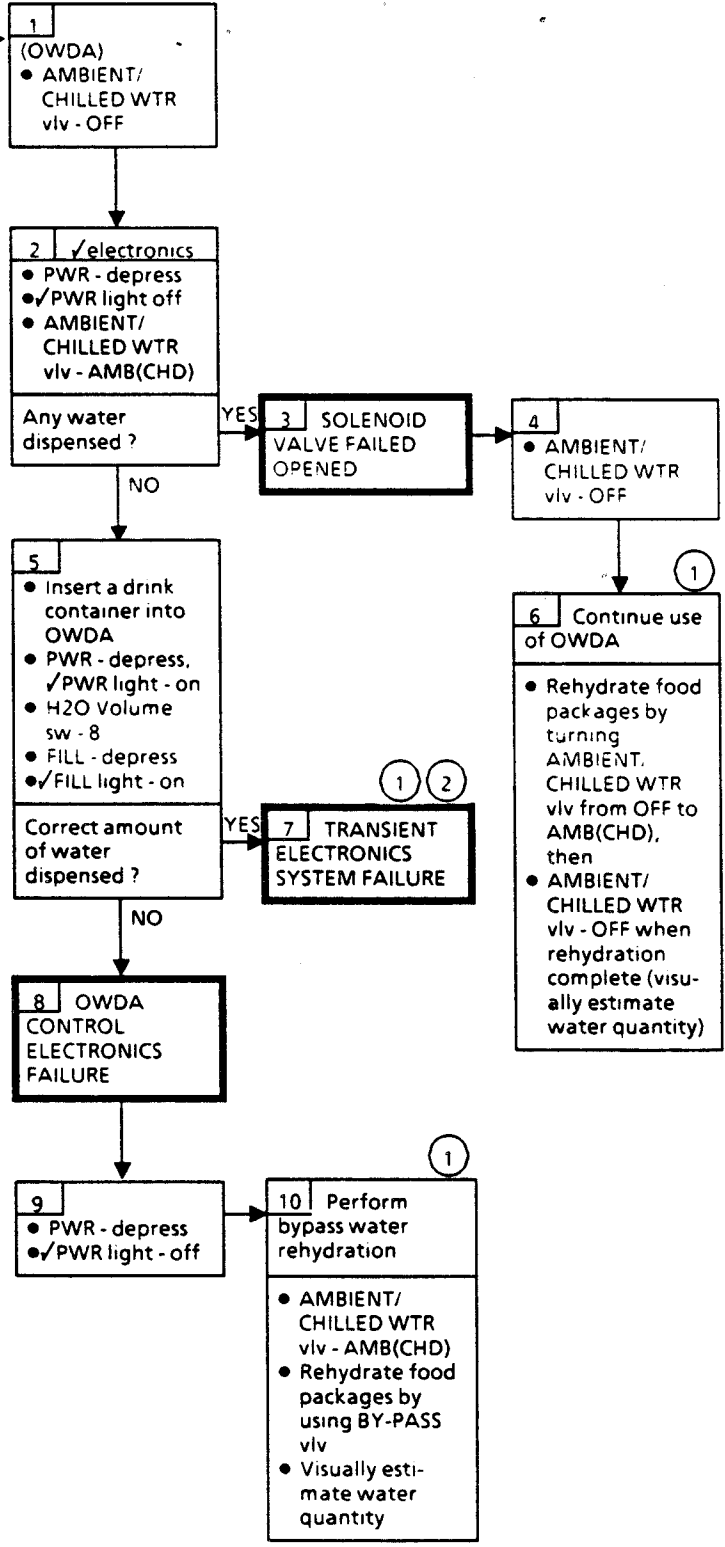 1
(OWDA)
● AMBIENT/
CHILLED WTR
vlv - OFF
2 ✓electronics
● PWR - depress
●✓PWR light off
● AMBIENT/
CHILLED WTR
vlv - AMB(CHD)
Any water
dispensed ?
YES
NO
3 SOLENOID
VALVE FAILED
OPENED
4
● AMBIENT/
CHILLED WTR
vlv - OFF
5
● Insert a drink
container into
OWDA
● PWR - depress,
✓PWR light - on
● H2O Volume
sw - 8
● FILL - depress
●✓FILL light - on
Correct amount
of water
dispensed ?
YES
NO
1
6 Continue use
of OWDA
● Rehydrate food
packages by
turning
AMBIENT.
CHILLED WTR
vlv from OFF to
AMB(CHD),
then
● AMBIENT/
CHILLED WTR
vlv - OFF when
rehydration
complete (visu-
ally estimate
water quantity)
1 2
7 TRANSIENT
ELECTRONICS
SYSTEM FAILURE
8 OWDA
CONTROL
ELECTRONICS
FAILURE
9
● PWR - depress
●✓PWR light - off
1
10 Perform
bypass water
rehydration
● AMBIENT/
CHILLED WTR
vlv - AMB(CHD)
● Rehydrate food
packages by
using BY-PASS
vlv
● Visually esti-
mate water
quantity